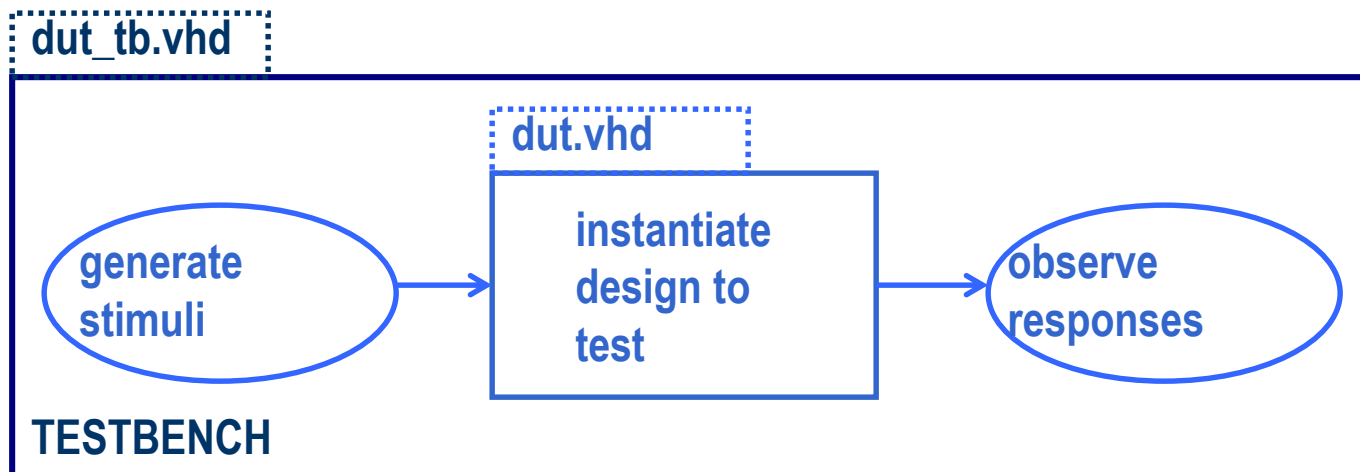 dut_tb.vhd
dut.vhd
generate
stimuli
instantiate
design to
test
observe
responses
TESTBENCH